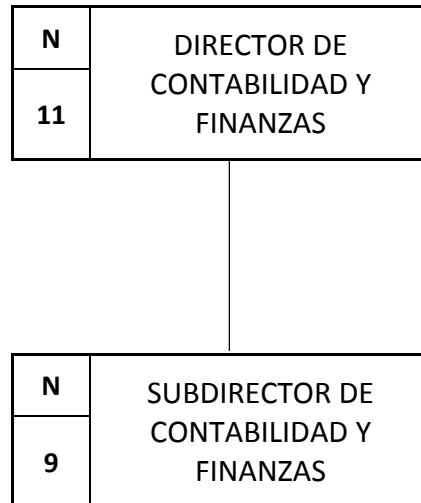 N
11
DIRECTOR DE
CONTABILIDAD Y
FINANZAS
N
9
SUBDIRECTOR DE
CONTABILIDAD Y
FINANZAS